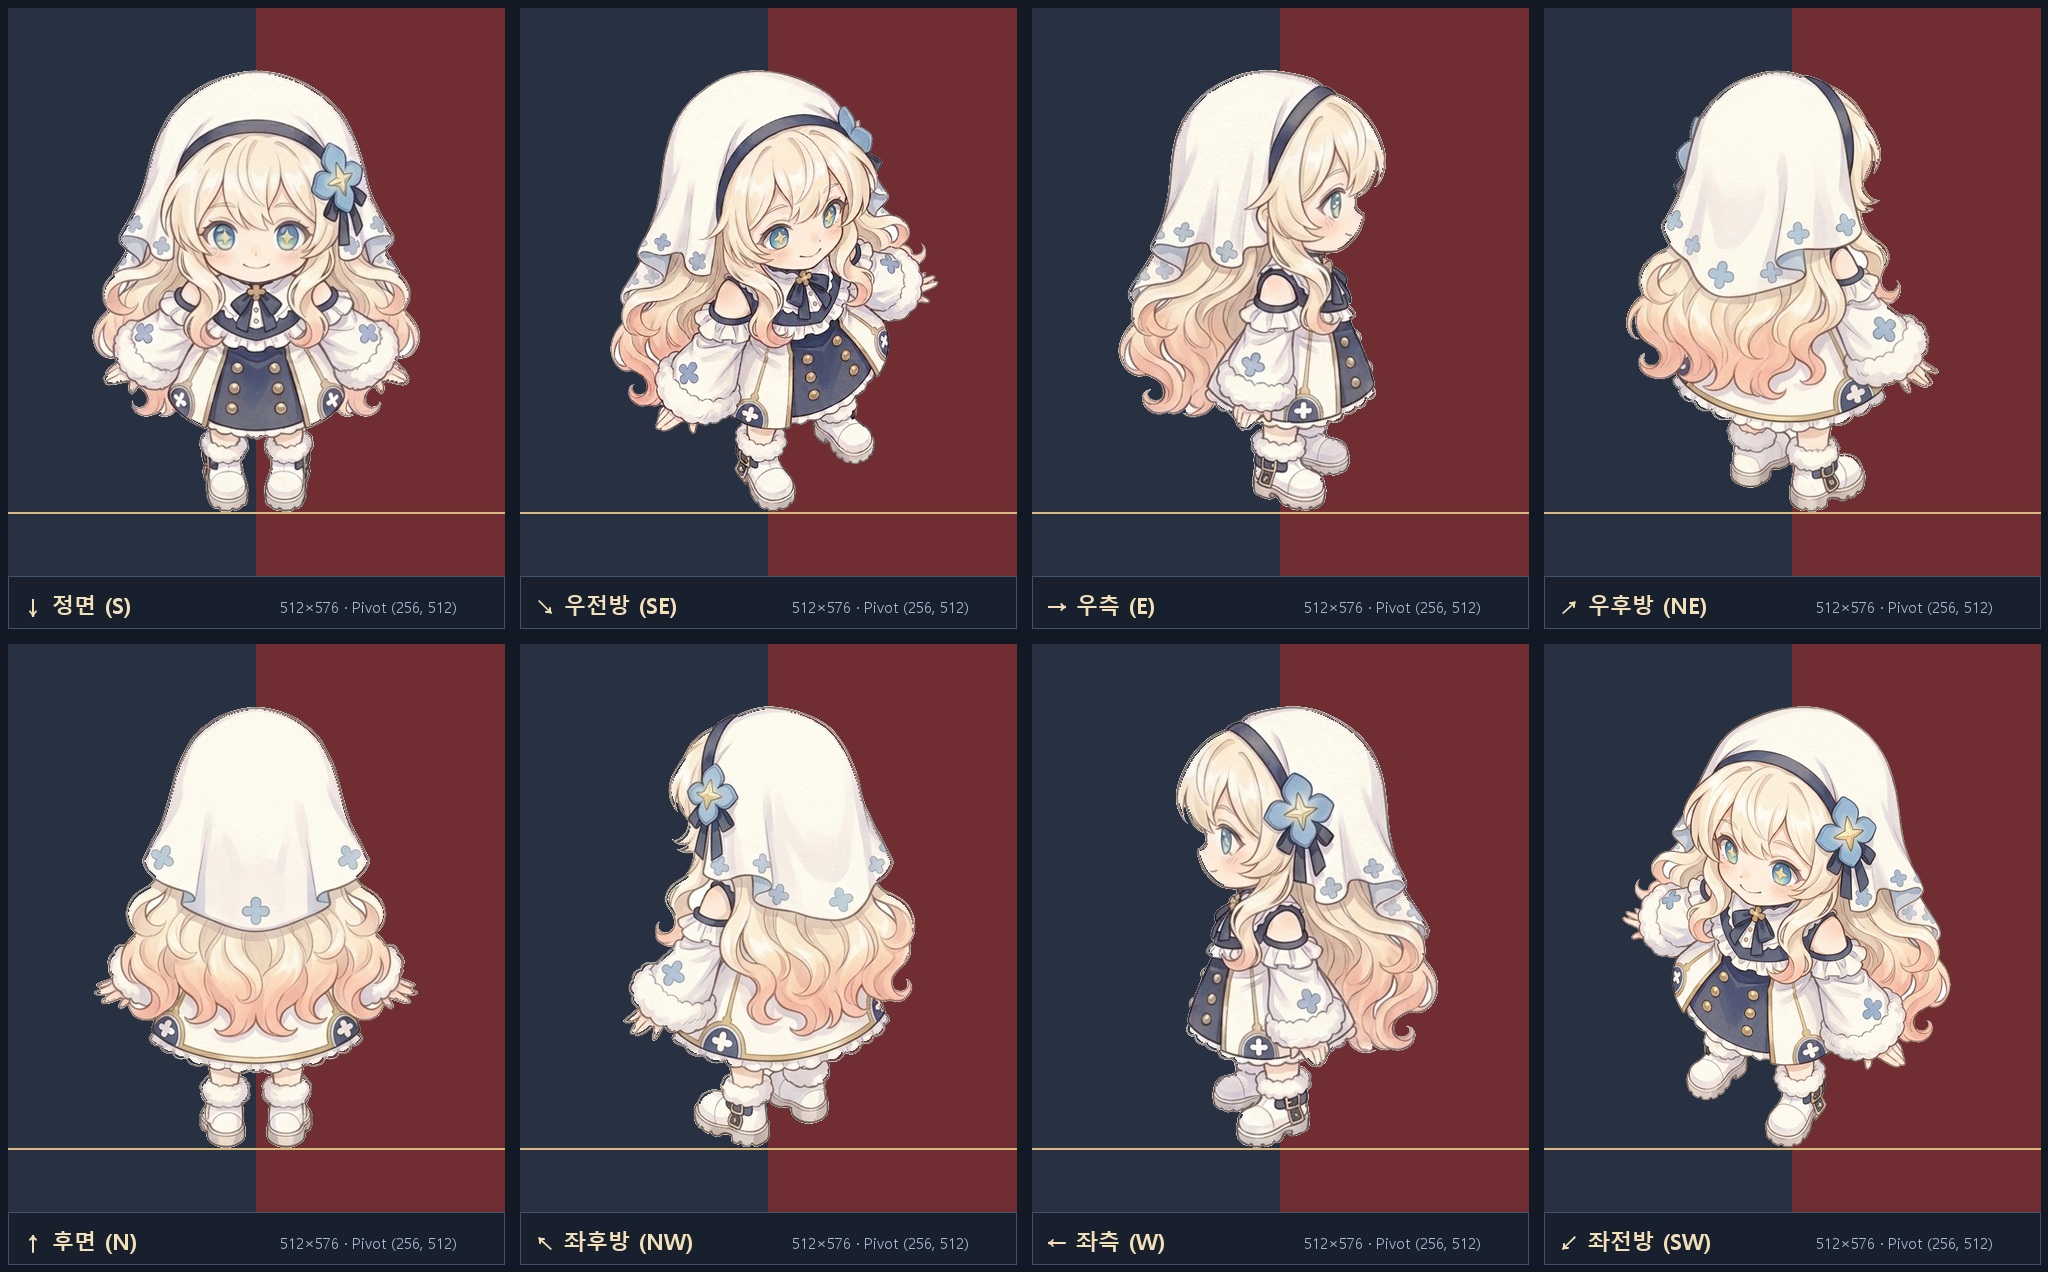 ↓ 정면 (S) 512×576 · Pivot (256, 512)
↘ 우전방 (SE) 512×576 · Pivot (256, 512)
→ 우측 (E) 512×576 · Pivot (256, 512)
↗ 우후방 (NE) 512×576 · Pivot (256, 512)
↑ 후면 (N) 512×576 · Pivot (256, 512)
↖ 좌후방 (NW) 512×576 · Pivot (256, 512)
← 좌측 (W) 512×576 · Pivot (256, 512)
↙ 좌전방 (SW) 512×576 · Pivot (256, 512)